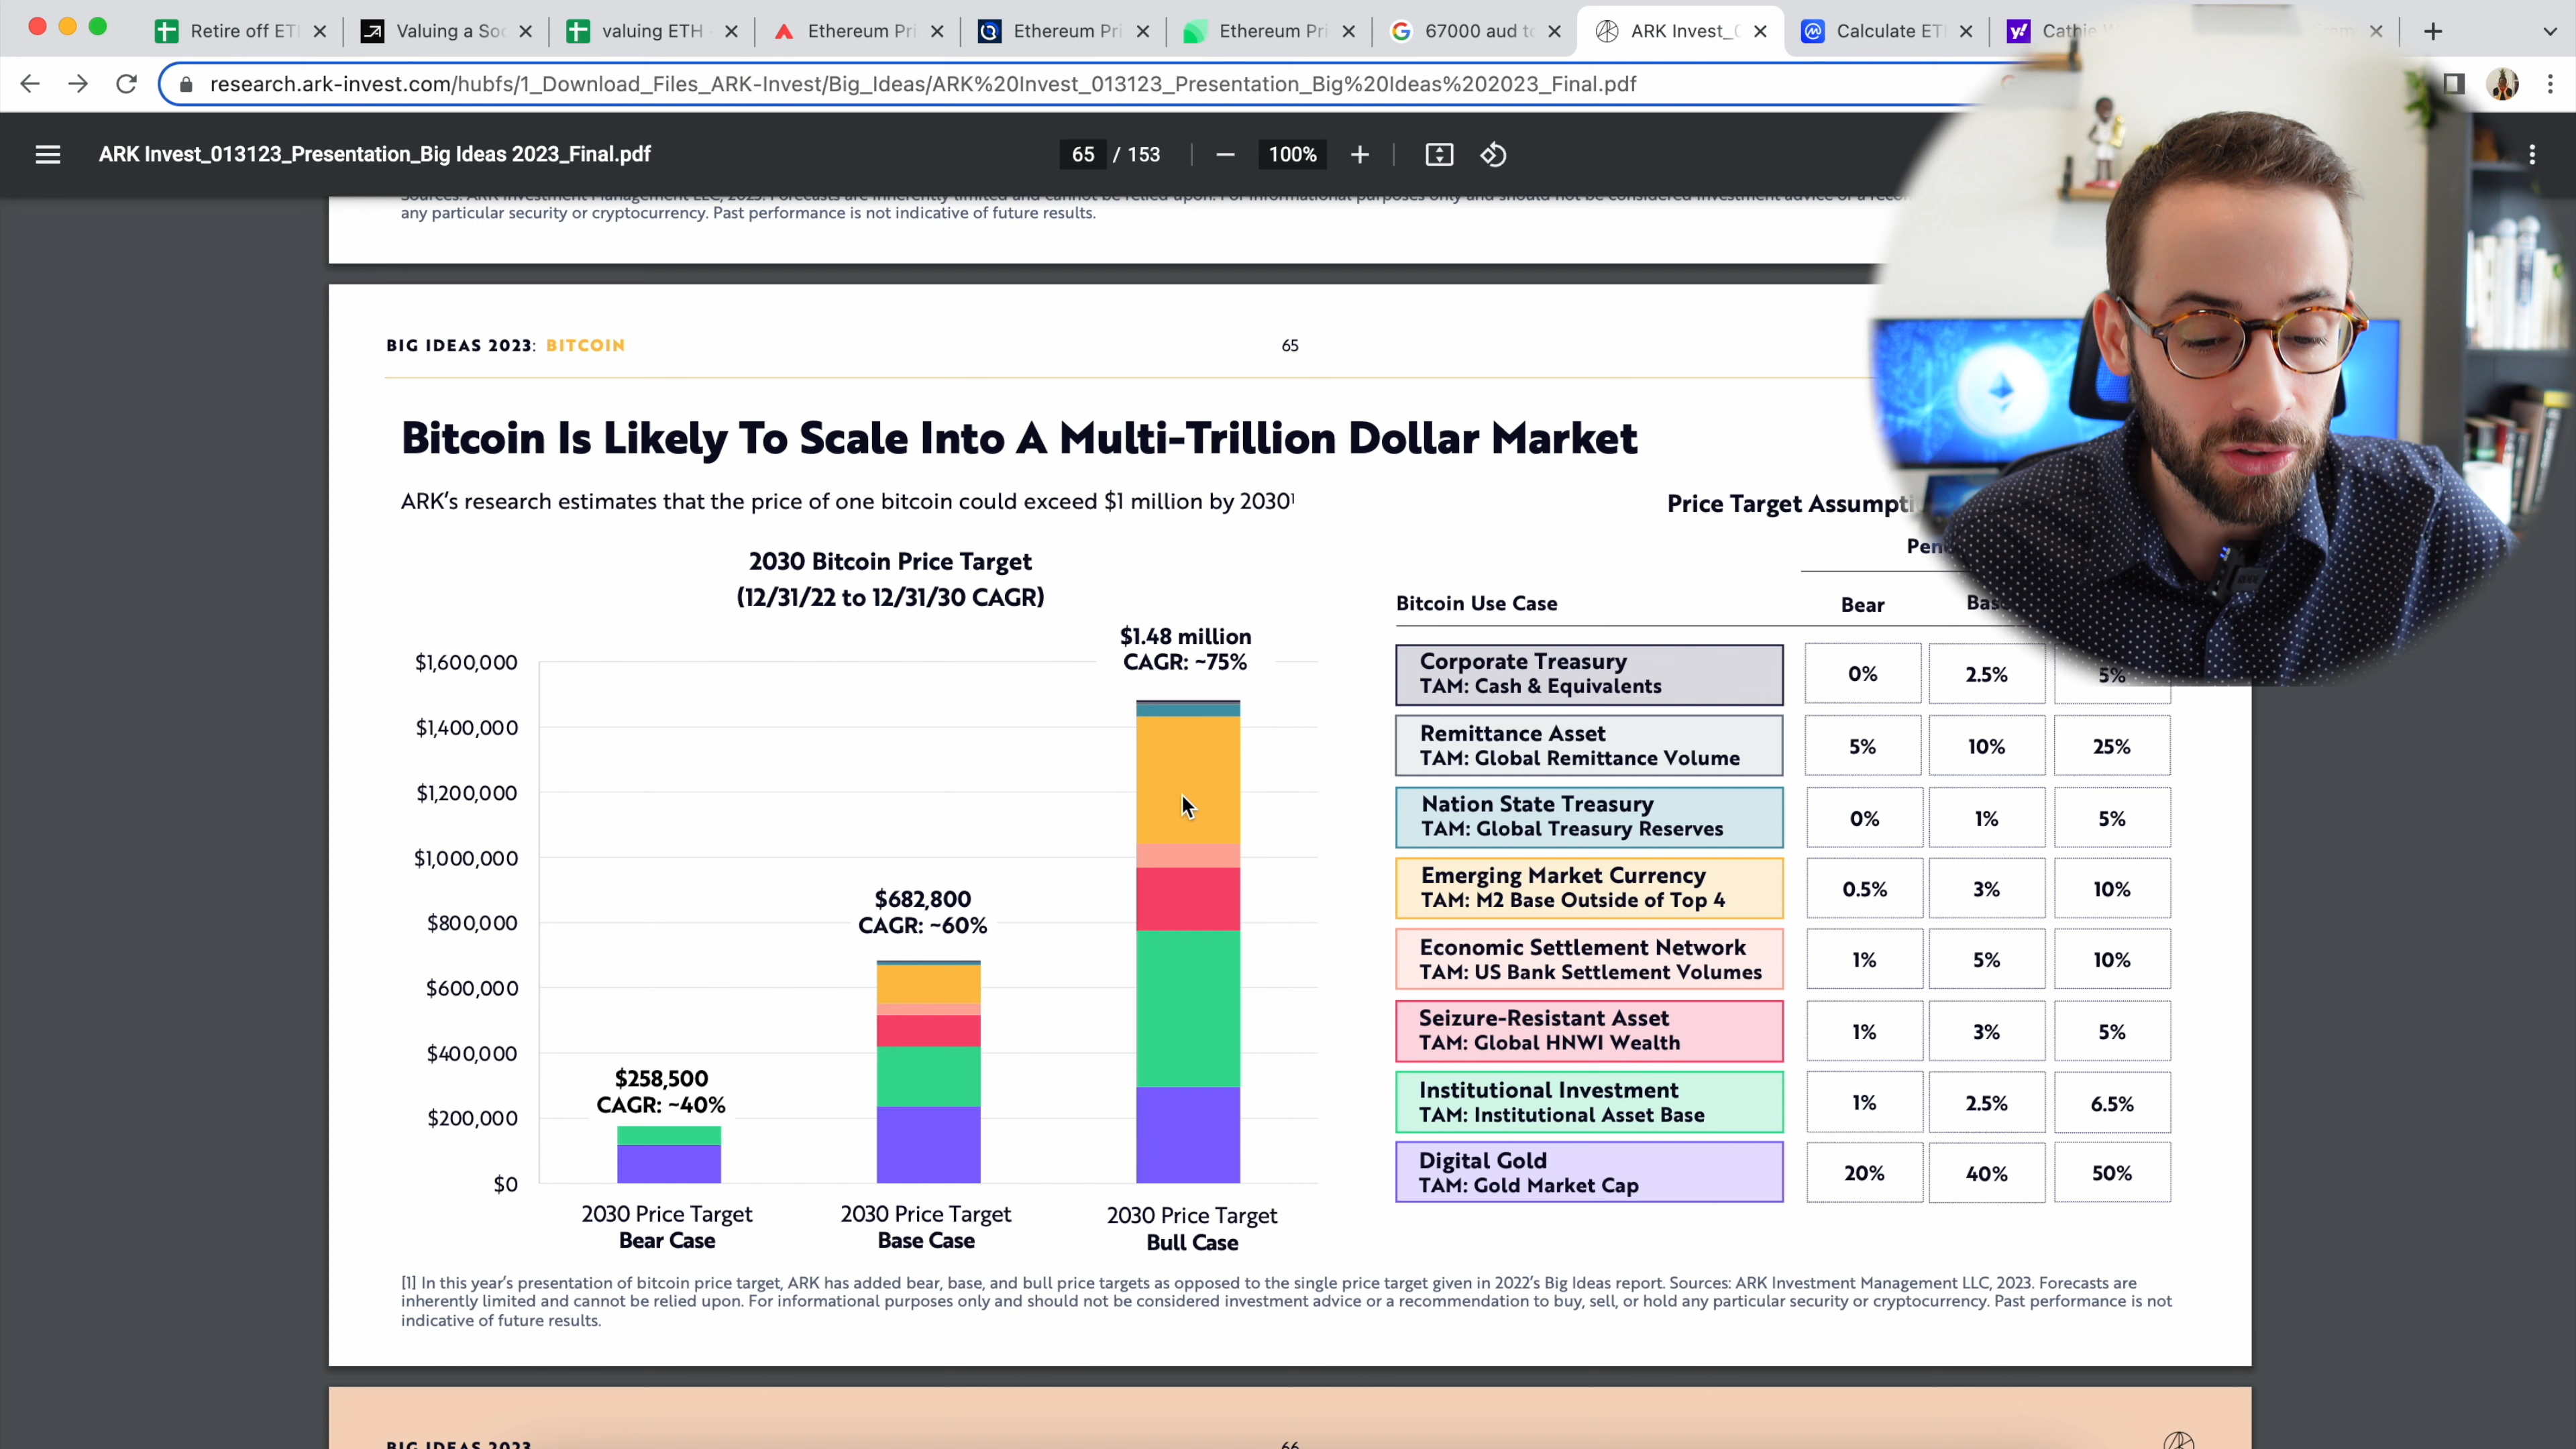 Retire off ET
Valuing a Soc
valuing ETH
Ethereum Pri
Ethereum Pri
Ethereum Pri
67000 aud to
ARK Invest_0
Calculate ET
Cathie W
research.ark-invest.com/hubfs/1_Download_Files_ARK-Invest/Big_Ideas/ARK%20Invest_013123_Presentation_Big%20Ideas%202023_Final.pdf
ARK Invest_013123_Presentation_Big Ideas 2023_Final.pdf
65 / 153
100%
any particular security or cryptocurrency. Past performance is not indicative of future results.
BIG IDEAS 2023: BITCOIN
65
Bitcoin Is Likely To Scale Into A Multi-Trillion Dollar Market
ARK's research estimates that the price of one bitcoin could exceed $1 million by 2030¹
2030 Bitcoin Price Target
(12/31/22 to 12/31/30 CAGR)
$1,600,000
$1,400,000
$1,200,000
$1,000,000
$800,000
$600,000
$400,000
$200,000
$0
$258,500
CAGR: ~40%
$682,800
CAGR: ~60%
$1.48 million
CAGR: ~75%
2030 Price Target
Bear Case
2030 Price Target
Base Case
2030 Price Target
Bull Case
Price Target Assumpti
Pen
Bitcoin Use Case Bear Bas
Corporate Treasury
TAM: Cash & Equivalents
0% 2.5% 5%
Remittance Asset
TAM: Global Remittance Volume
5% 10% 25%
Nation State Treasury
TAM: Global Treasury Reserves
0% 1% 5%
Emerging Market Currency
TAM: M2 Base Outside of Top 4
0.5% 3% 10%
Economic Settlement Network
TAM: US Bank Settlement Volumes
1% 5% 10%
Seizure-Resistant Asset
TAM: Global HNWI Wealth
1% 3% 5%
Institutional Investment
TAM: Institutional Asset Base
1% 2.5% 6.5%
Digital Gold
TAM: Gold Market Cap
20% 40% 50%
[1] In this year's presentation of bitcoin price target, ARK has added bear, base, and bull price targets as opposed to the single price target given in 2022's Big Ideas report. Sources: ARK Investment Management LLC, 2023. Forecasts are
inherently limited and cannot be relied upon. For informational purposes only and should not be considered investment advice or a recommendation to buy, sell, or hold any particular security or cryptocurrency. Past performance is not
indicative of future results.
BIG IDEAS 2023
66